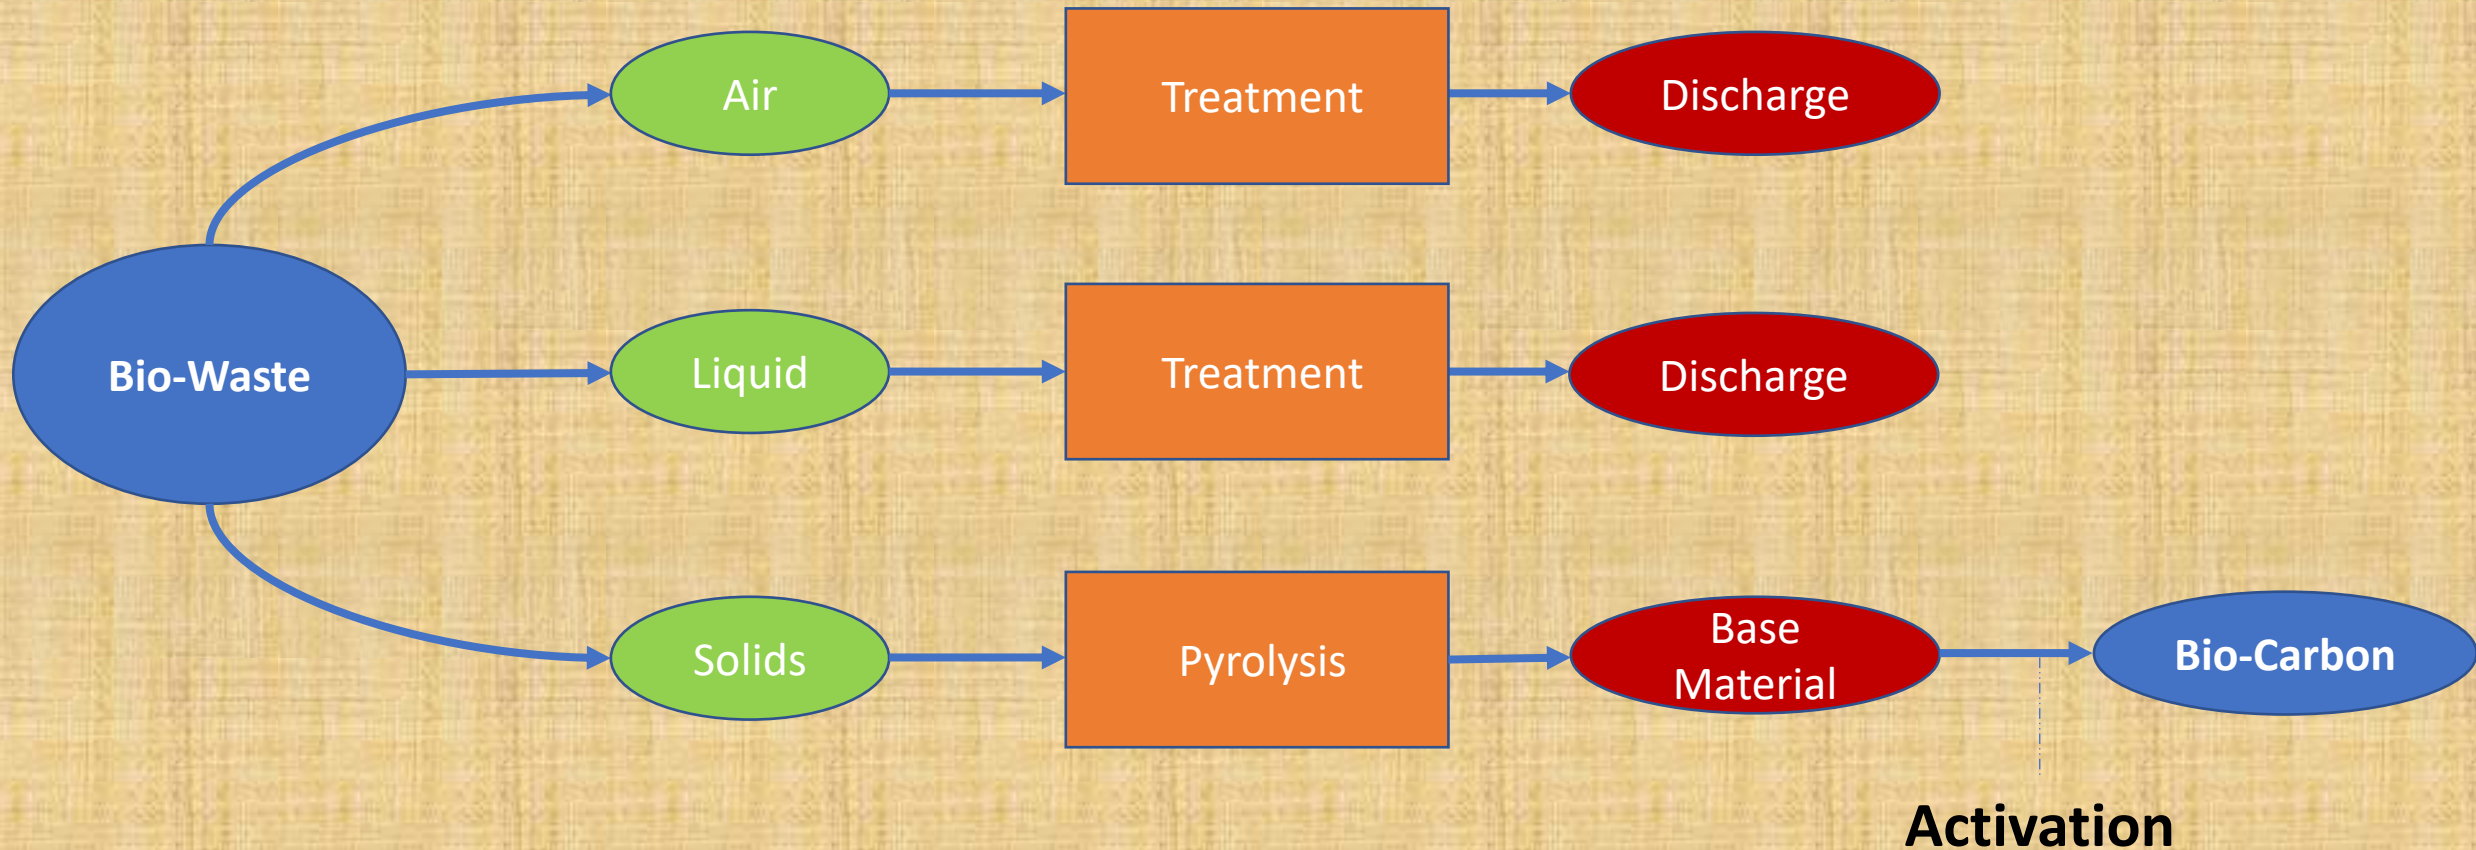 Air
Treatment
Discharge
Bio-Waste
Liquid
Treatment
Discharge
Solids
Pyrolysis
Base
Material
Bio-Carbon
Activation